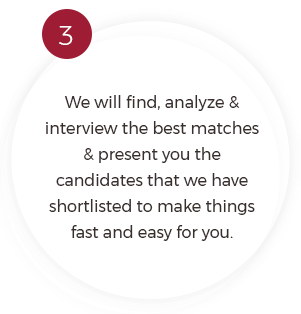 3
We will find, analyze &
interview the best matches
& present you the
candidates that we have
shortlisted to make things
fast and easy for you.